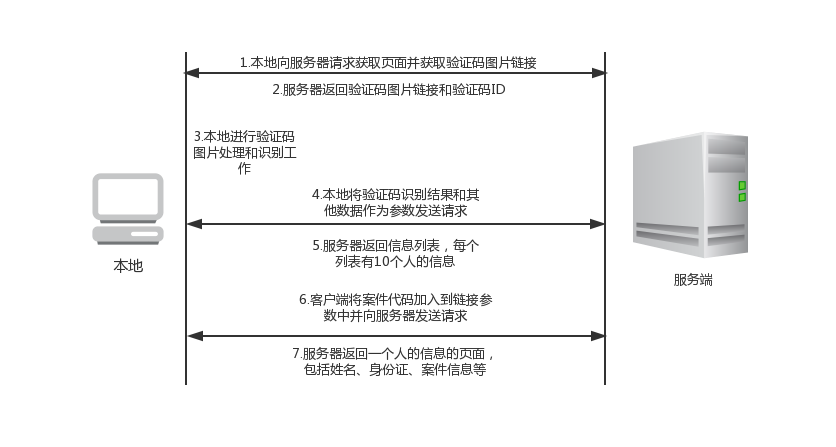 1.本地向服务器请求获取页面并获取验证码图片链接
2.服务器返回验证码图片链接和验证码ID
3.本地进行验证码
图片处理和识别工
作
4.本地将验证码识别结果和其
他数据作为参数发送请求
本地
5.服务器返回信息列表，每个
列表有10个人的信息
服务端
6.客户端将案件代码加入到链接参
数中并向服务器发送请求
7.服务器返回一个人的信息的页面，
包括姓名、身份证、案件信息等